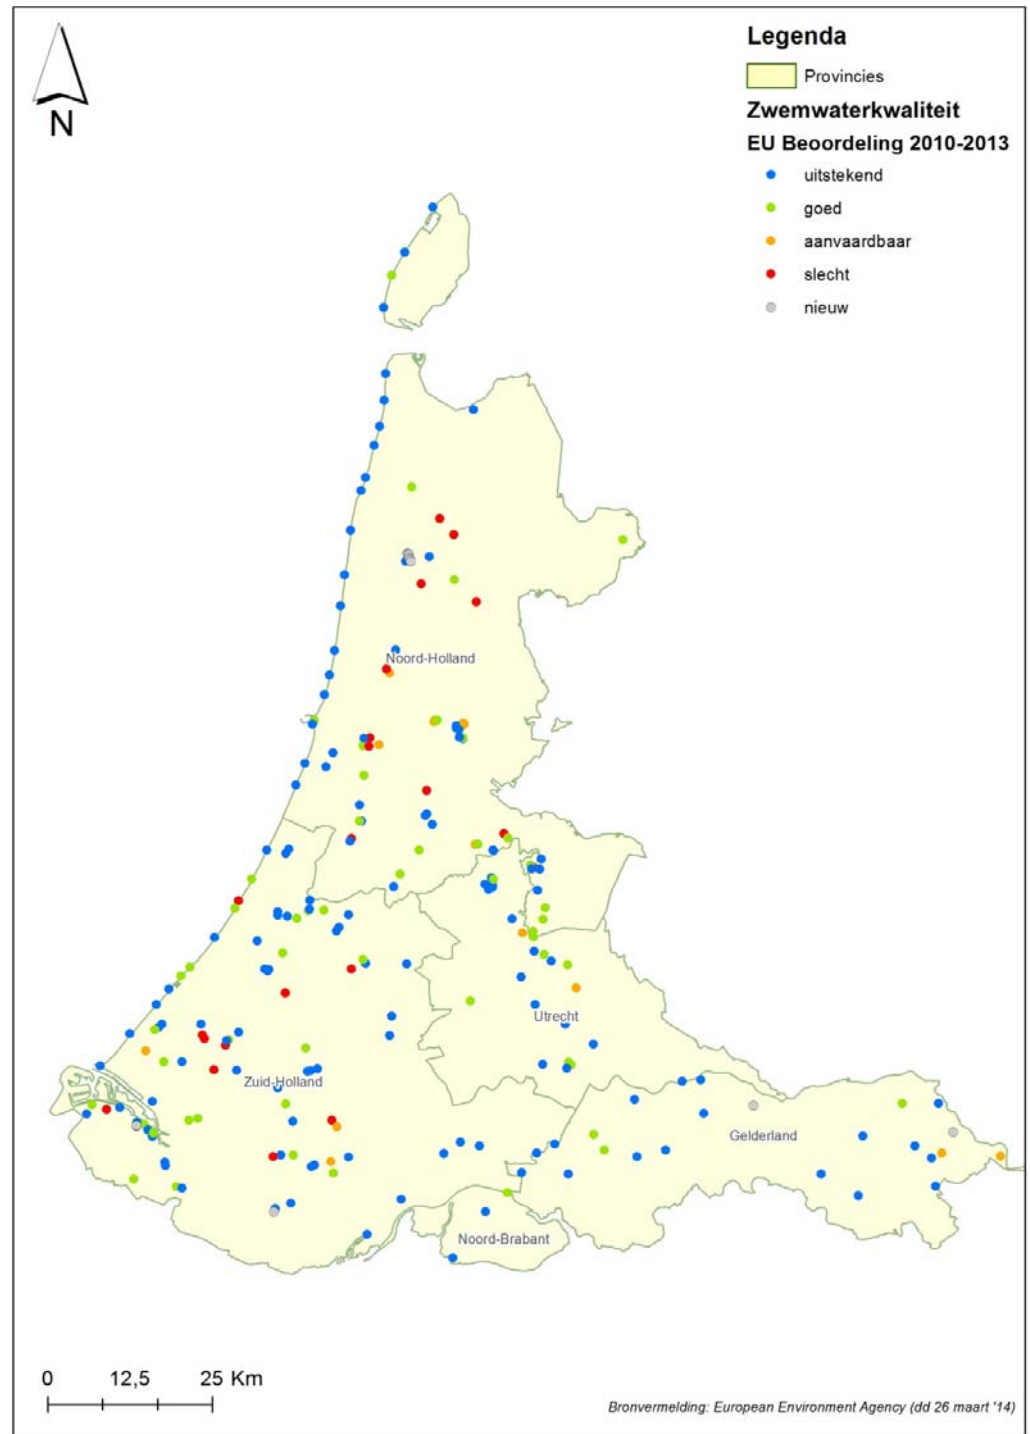 N
Legenda
Provincies
Zwemwaterkwaliteit
EU Beoordeling 2010-2013
uitstekend
goed
aanvaardbaar
slecht
nieuw
Noord-Holland
Utrecht
Zuid-Holland
Gelderland
Noord-Brabant
0 12,5 25 Km
Bronvermelding: European Environment Agency (dd 26 maart '14)